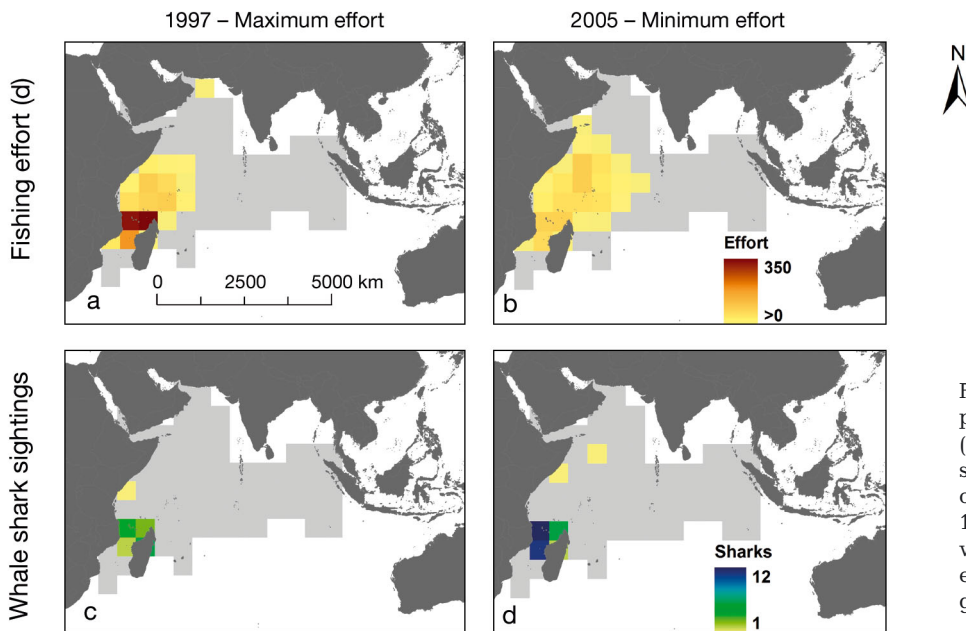 1997 – Maximum effort
2005 – Minimum effort
N
Fishing effort (d)
a
0 2500 5000 km
b
Effort
350
>0
Whale shark sightings
c
d
Sharks
12
1